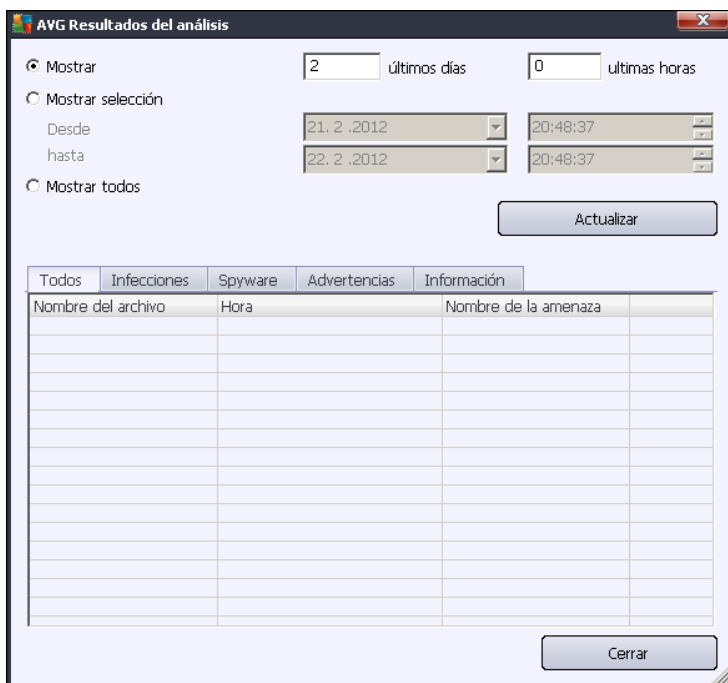 AVG Resultados del análisis
Mostrar 2 últimos días 0 ultimas horas
Mostrar selección
Desde 21. 2 .2012 20:48:37
hasta 22. 2 .2012 20:48:37
Mostrar todos
Actualizar
Todos Infecciones Spyware Advertencias Información
Nombre del archivo Hora Nombre de la amenaza
Cerrar